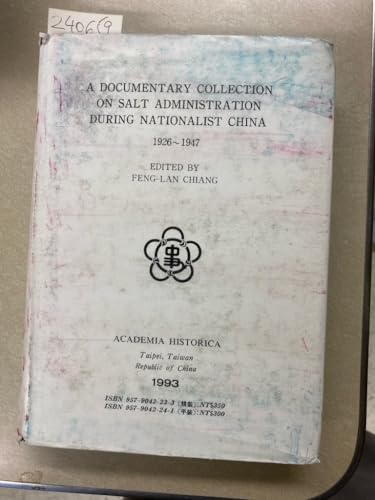 240619
A DOCUMENTARY COLLECTION
ON SALT ADMINISTRATION
DURING NATIONALIST CHINA
1926~1947
EDITED BY
FENG-LAN CHIANG
ACADEMIA HISTORICA
Taipei, Taiwan
Republic of China
1993
ISBN 957-9042-23-3 (精裝):NT$350
ISBN 957-9042-24-1 (平裝):NT$300